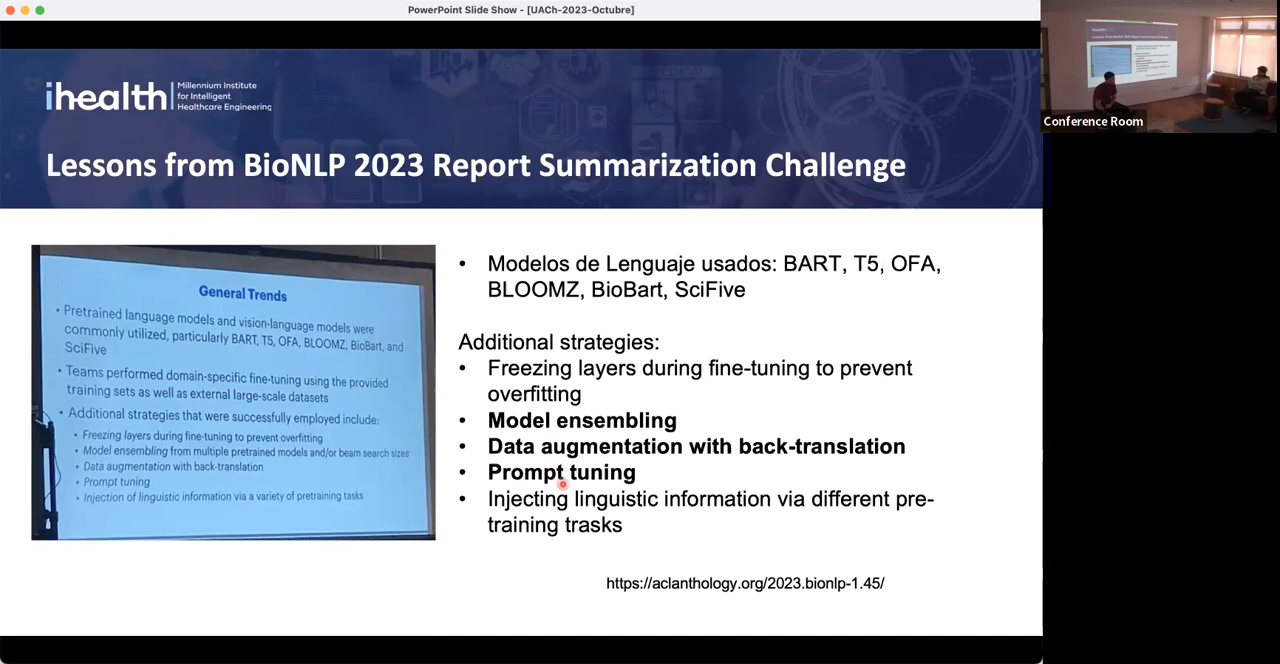 PowerPoint Slide Show - [UACh-2023-Octubre]
ihealth
Millennium Institute
for Intelligent
Healthcare Engineering
Lessons from BioNLP 2023 Report Summarization Challenge
General Trends
• Pretrained language models and vision-language models were
commonly utilized, particularly BART, T5, OFA, BLOOMZ, BioBart, and
SciFive
• Teams performed domain-specific fine-tuning using the provided
training sets as well as external large-scale datasets
• Additional strategies that were successfully employed include:
• Freezing layers during fine-tuning to prevent overfitting
• Model ensembling from multiple pretrained models and/or beam search sizes
• Data augmentation with back-translation
• Prompt tuning
• Injection of linguistic information via a variety of pretraining tasks
• Modelos de Lenguaje usados: BART, T5, OFA,
BLOOMZ, BioBart, SciFive
Additional strategies:
• Freezing layers during fine-tuning to prevent
overfitting
• Model ensembling
• Data augmentation with back-translation
• Prompt tuning
• Injecting linguistic information via different pre-
training trasks
https://aclanthology.org/2023.bionlp-1.45/
Conference Room